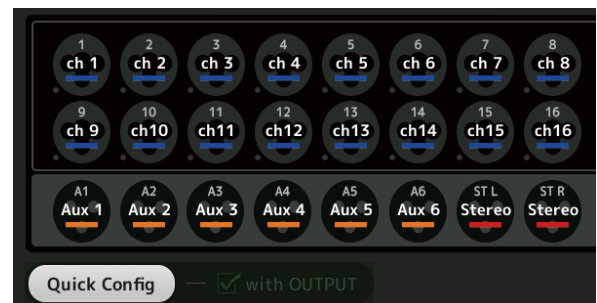 1 2 3 4 5 6 7 8
ch 1 ch 2 ch 3 ch 4 ch 5 ch 6 ch 7 ch 8
9 10 11 12 13 14 15 16
ch 9 ch10 ch11 ch12 ch13 ch14 ch15 ch16
A1 A2 A3 A4 A5 A6 ST L ST R
Aux 1 Aux 2 Aux 3 Aux 4 Aux 5 Aux 6 Stereo Stereo
Quick Config — with OUTPUT